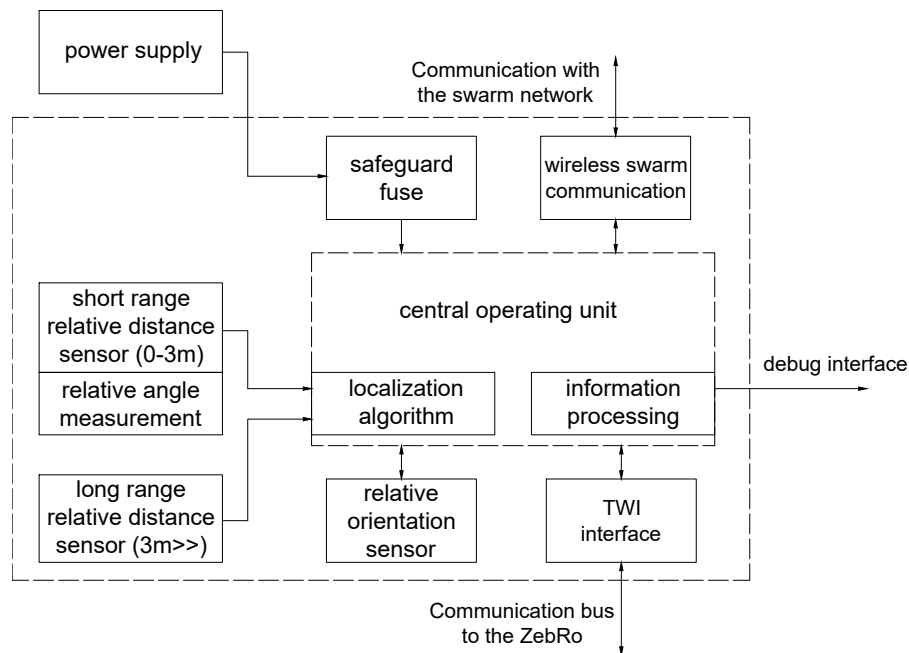 power supply
Communication with
the swarm network
safeguard
fuse
wireless swarm
communication
short range
relative distance
sensor (0-3m)
relative angle
measurement
central operating unit
localization
algorithm
information
processing
debug interface
long range
relative distance
sensor (3m>>)
relative
orientation
sensor
TWI
interface
Communication bus
to the ZebRo